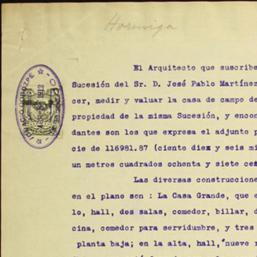 Hormiga
El Arquitecto que suscribe
Sucesión del Sr. D. José Pablo Martínez
cer, medir y valuar la casa de campo de
propiedad de la misma Sucesión, y encon
dantes son los que expresa el adjunto p
cie de 116981.87 (ciento diez y seis mi
un metros cuadrados ochenta y siete ce
Las diversas construccione
en el plano son : La Casa Grande, que e
lo, hall, dos salas, comedor, billar, d
cina, comedor para servidumbre, y tres
planta baja; en la alta, hall, nueve r